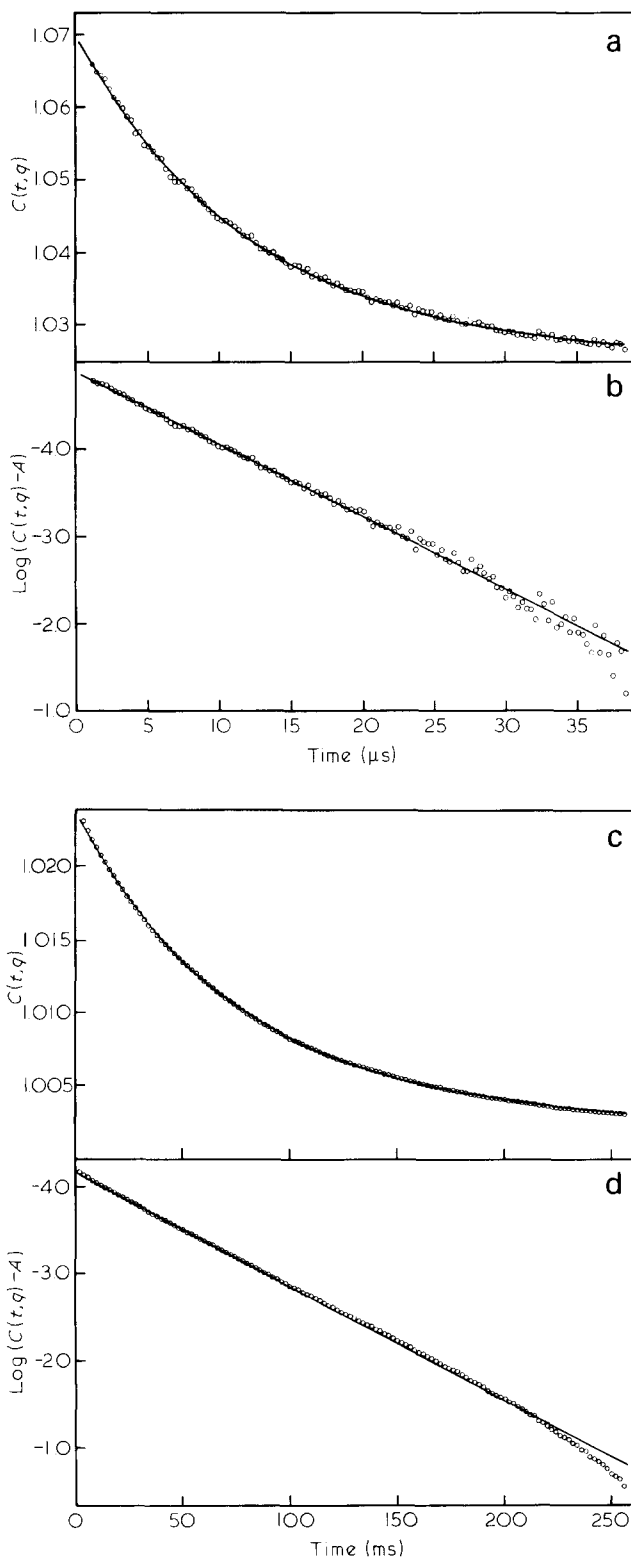 1.07
a
1.06
C(t,q)
1.05
1.04
1.03
b
-4.0
Log (C(t,q)-A)
-3.0
-2.0
-1.0
0 5 10 15 20 25 30 35
Time (μs)
c
1.020
C(t,q)
1.015
1.010
1.005
d
-4.0
Log (C(t,q)-A)
-3.0
-2.0
-1.0
0 50 100 150 200 250
Time (ms)